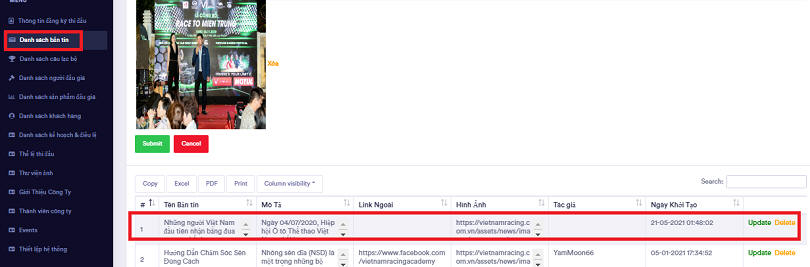 MENU
Thông tin đăng ký thi đấu
Danh sách bản tin
Danh sách câu lạc bộ
Danh sách người đấu giá
Danh sách sản phẩm đấu giá
Danh sách khách hàng
Danh sách kế hoạch & điều lệ
Thể lệ thi đấu
Thư viện ảnh
Giới Thiệu Công Ty
Thành viên công ty
Events
Thiết lập hệ thống
LỄ CÔNG BỐ
RACE TO MIEN TRUNG
Xóa
Submit Cancel
Copy Excel PDF Print Column visibility
Search:
# Tên Bản tin Mô Tả Link Ngoài Hình Ảnh Tác giả Ngày Khởi Tạo
1 Những người Việt Nam Ngày 04/07/2020, Hiệp https://vietnamracing.c 21-05-2021 01:48:02 Update Delete
đầu tiên nhận bằng đua hội Ô tô Thể thao Việt om.vn/assets/news/ima
2 Hướng Dẫn Chăm Sóc Sên Nhông sên dĩa (NSD) là https://www.facebook.com https://vietnamracing.c YamMoon66 05-01-2021 17:34:52 Update Delete
Đúng Cách một trong những bộ /vietnamracingacademy om.vn/assets/news/ima